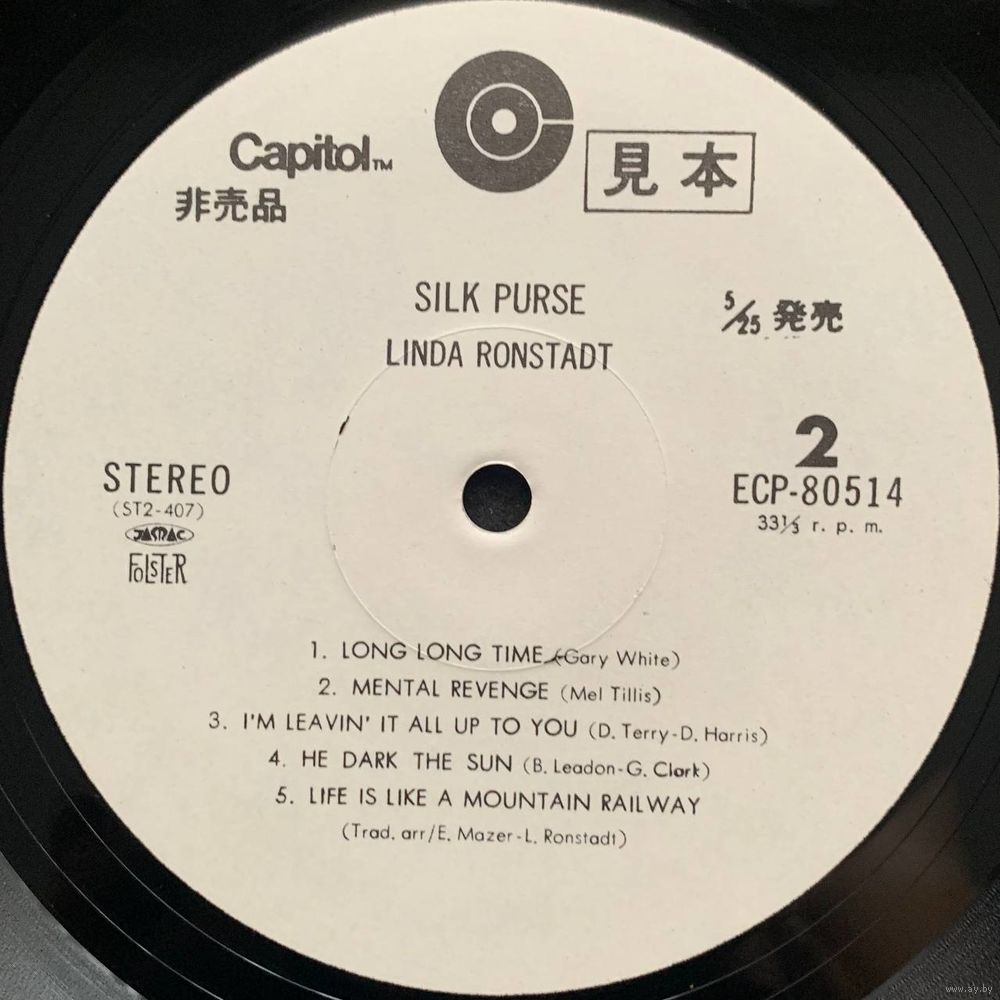 Capitol™
非売品
見本
SILK PURSE
LINDA RONSTADT
5/25 発売
2
STEREO
(ST2-407)
JASRAC
FOLSTER
ECP-80514
33⅓ r. p. m.
1. LONG LONG TIME (Gary White)
2. MENTAL REVENGE (Mel Tillis)
3. I'M LEAVIN' IT ALL UP TO YOU (D. Terry-D. Harris)
4. HE DARK THE SUN (B. Leadon-G. Clark)
5. LIFE IS LIKE A MOUNTAIN RAILWAY
(Trad. arr/E. Mazer-L. Ronstadt)
www.ay.by